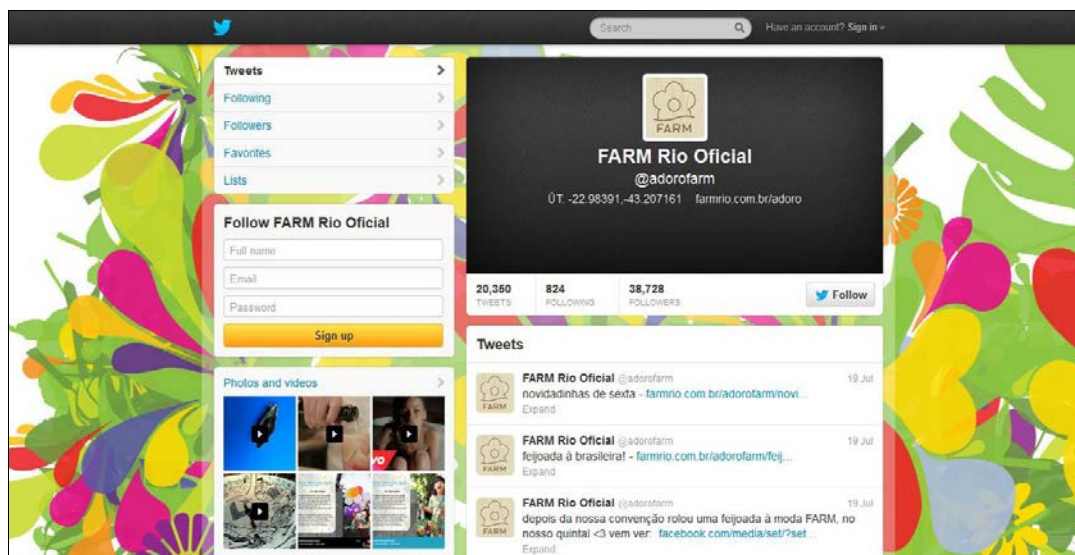 Search
Have an account? Sign in
Tweets
Following
Followers
Favorites
Lists
Follow FARM Rio Oficial
Full name
Email
Password
Sign up
Photos and videos
FARM
FARM Rio Oficial
@adorofarm
ÜT: -22.98391,-43.207161 farmrio.com.br/adoro
20,350 824 38,728
TWEETS FOLLOWING FOLLOWERS
Follow
Tweets
FARM Rio Oficial @adorofarm 19 Jul
novidadinhas de sexta - farmrio.com.br/adorofarm/novi...
Expand
FARM
FARM Rio Oficial @adorofarm 19 Jul
feijoada à brasileira! - farmrio.com.br/adorofarm/feij...
Expand
FARM
FARM Rio Oficial @adorofarm 19 Jul
depois da nossa convenção rolou uma feijoada à moda FARM, no
nosso quintal <3 vem ver: facebook.com/media/set/?set...
Expand
FARM